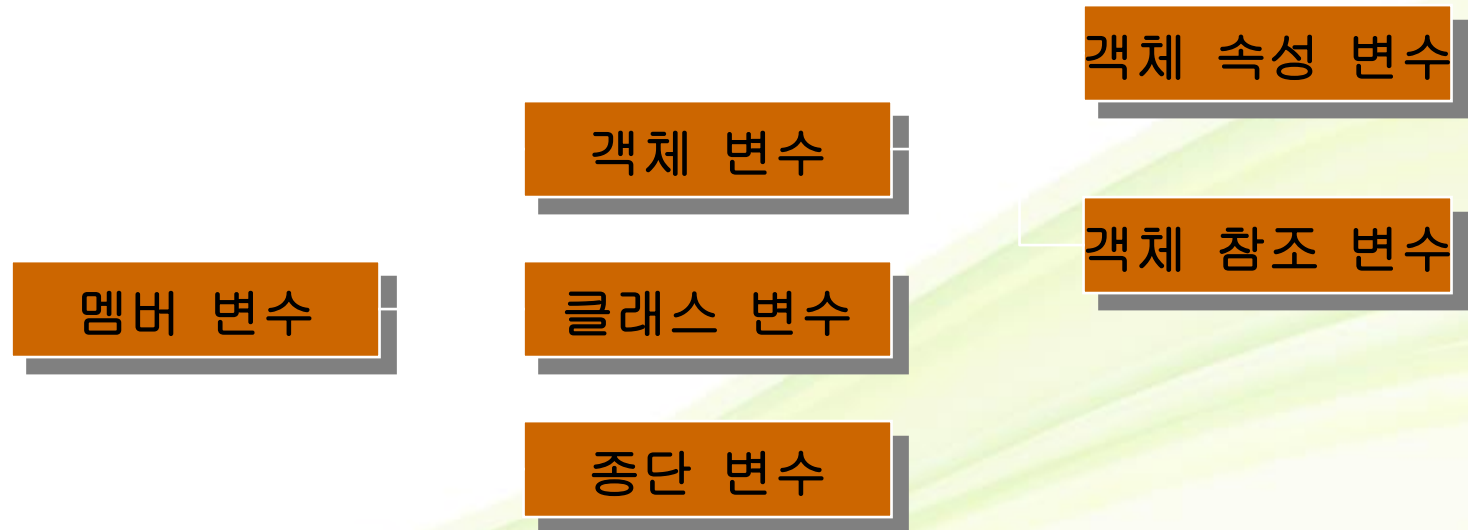 객체 속성 변수
객체 변수
객체 참조 변수
멤버 변수
클래스 변수
종단 변수